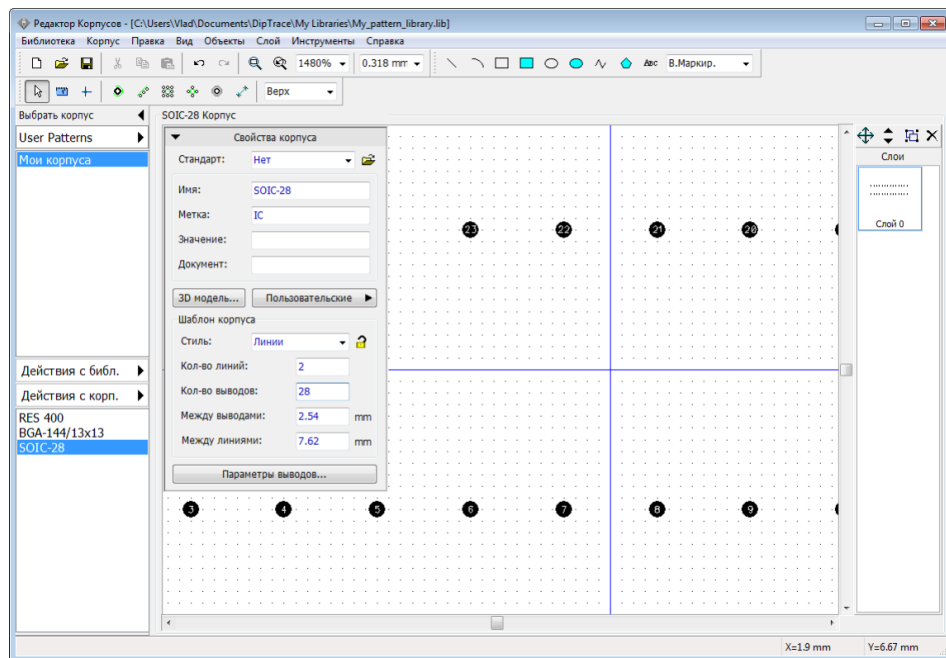 Редактор Корпусов - [C:\Users\Vlad\Documents\DipTrace\My Libraries\My_pattern_library.lib]
Библиотека Корпус Правка Вид Объекты Слой Инструменты Справка
1480% 0.318 mm Abc В.Маркир.
Верх
Выбрать корпус
SOIC-28 Корпус
User Patterns
Мои корпуса
Свойства корпуса
Стандарт: Нет
Имя: SOIC-28
Метка: IC
Значение:
Документ:
3D модель... Пользовательские
Шаблон корпуса
Стиль: Линии
Кол-во линий: 2
Кол-во выводов: 28
Между выводами: 2.54 mm
Между линиями: 7.62 mm
Параметры выводов...
23 22 21 20
3 4 5 6 7 8 9
Слои
Слой 0
Действия с библ.
Действия с корп.
RES 400
BGA-144/13x13
SOIC-28
X=1.9 mm Y=6.67 mm